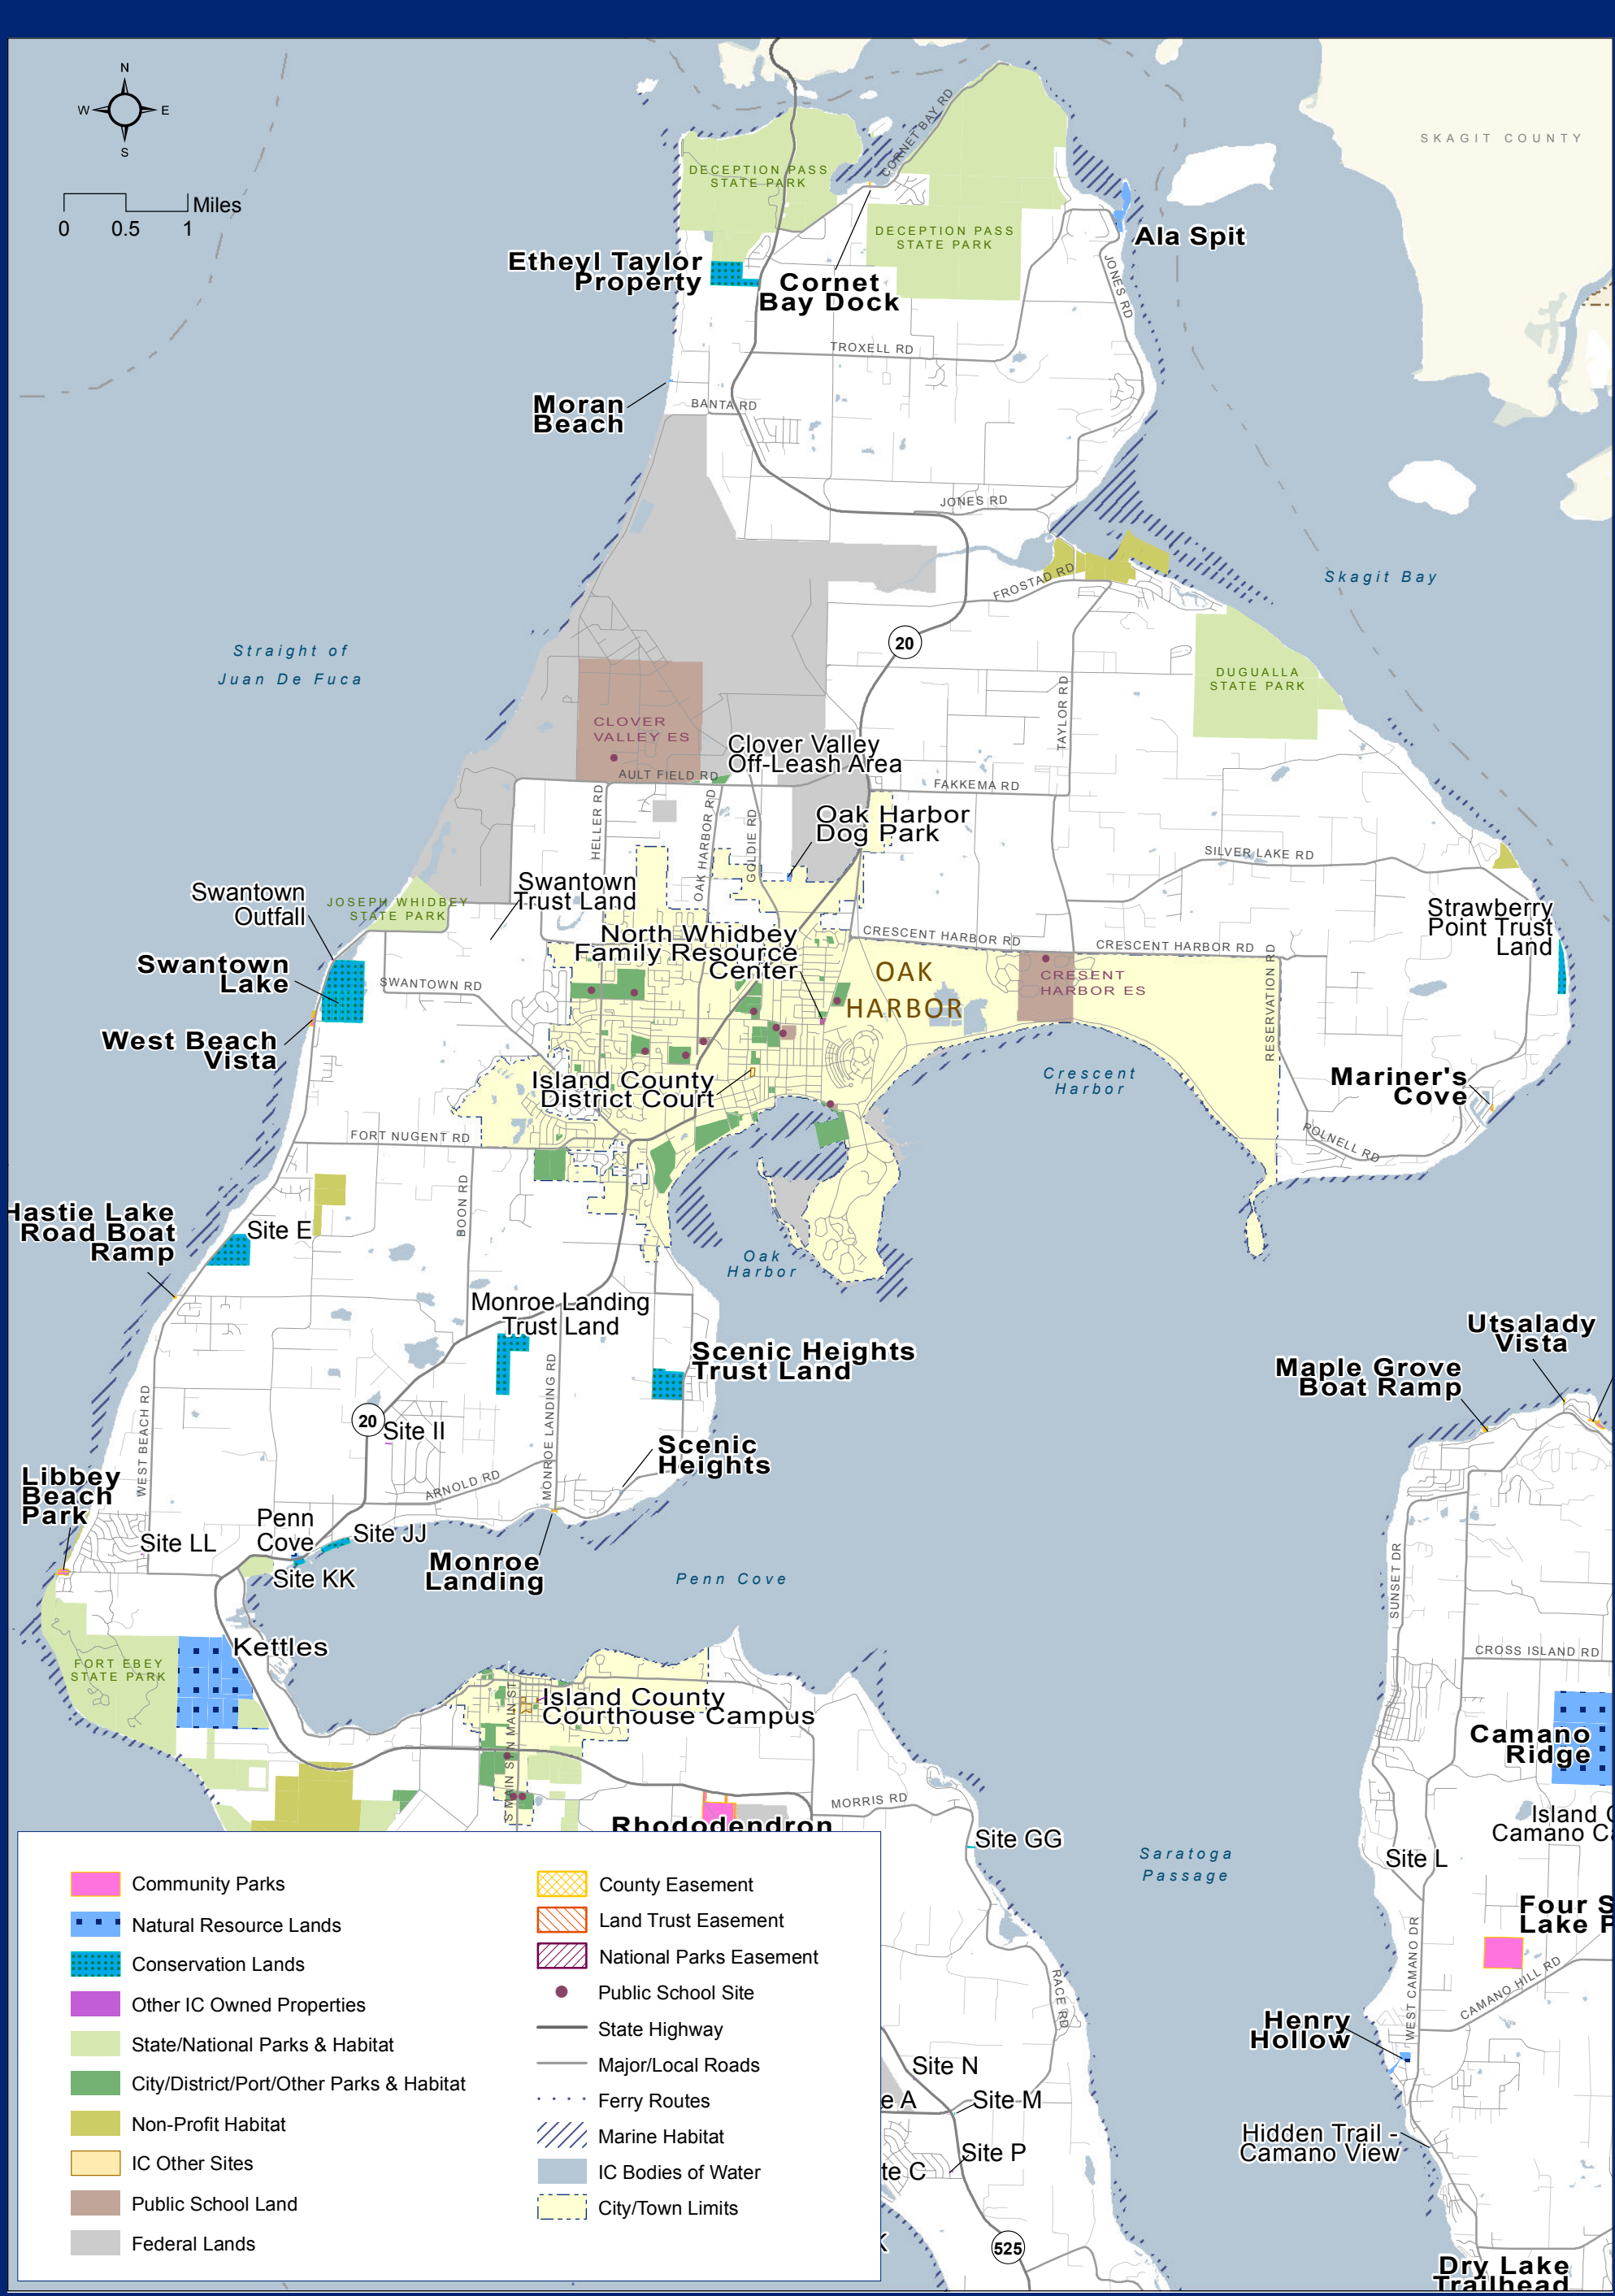 N
W
E
S
Miles
0
0.5
1
SKAGIT COUNTY
CORNET BAY RD
DECEPTION PASS
STATE PARK
DECEPTION PASS
STATE PARK
Ala Spit
Etheyl Taylor
Property
Cornet
Bay Dock
JONES RD
TROXELL RD
Moran
Beach
BANTA RD
JONES RD
FROSTAD RD
Skagit Bay
20
Straight of
Juan De Fuca
DUGUALLA
STATE PARK
TAYLOR RD
CLOVER
VALLEY ES
Clover Valley
Off-Leash Area
AULT FIELD RD
FAKKEMA RD
HELLER RD
OAK HARBOR RD
GOLDIE RD
Oak Harbor
Dog Park
SILVER LAKE RD
Swantown
Outfall
JOSEPH WHIDBEY
STATE PARK
Swantown
Trust Land
Strawberry
Point Trust
Land
North Whidbey
Family Resource
Center
CRESCENT HARBOR RD
CRESCENT HARBOR RD
RESERVATION RD
Swantown
Lake
SWANTOWN RD
OAK
HARBOR
CRESENT
HARBOR ES
West Beach
Vista
Island County
District Court
Crescent
Harbor
Mariner's
Cove
FORT NUGENT RD
POLNELL RD
BOON RD
Hastie Lake
Road Boat
Ramp
Site E
Oak
Harbor
Monroe Landing
Trust Land
Utsalady
Vista
Scenic Heights
Trust Land
Maple Grove
Boat Ramp
WEST BEACH RD
MONROE LANDING RD
20
Site II
Scenic
Heights
ARNOLD RD
Libbey
Beach
Park
Penn
Cove
Site LL
Site JJ
Site KK
Monroe
Landing
Penn Cove
SUNSET DR
Kettles
CROSS ISLAND RD
FORT EBEY
STATE PARK
Island County
Courthouse Campus
N MAIN ST
S MAIN ST
Camano
Ridge
MORRIS RD
Rhododendron
Site GG
Saratoga
Passage
Island C
Camano Ca
Site L
Four S
Lake P
WEST CAMANO DR
CAMANO HILL RD
RACE RD
Henry
Hollow
Site N
e A
Site M
Site P
te C
Hidden Trail -
Camano View
525
Dry Lake
Trailhead
Community Parks
Natural Resource Lands
Conservation Lands
Other IC Owned Properties
State/National Parks & Habitat
City/District/Port/Other Parks & Habitat
Non-Profit Habitat
IC Other Sites
Public School Land
Federal Lands
County Easement
Land Trust Easement
National Parks Easement
Public School Site
State Highway
Major/Local Roads
Ferry Routes
Marine Habitat
IC Bodies of Water
City/Town Limits